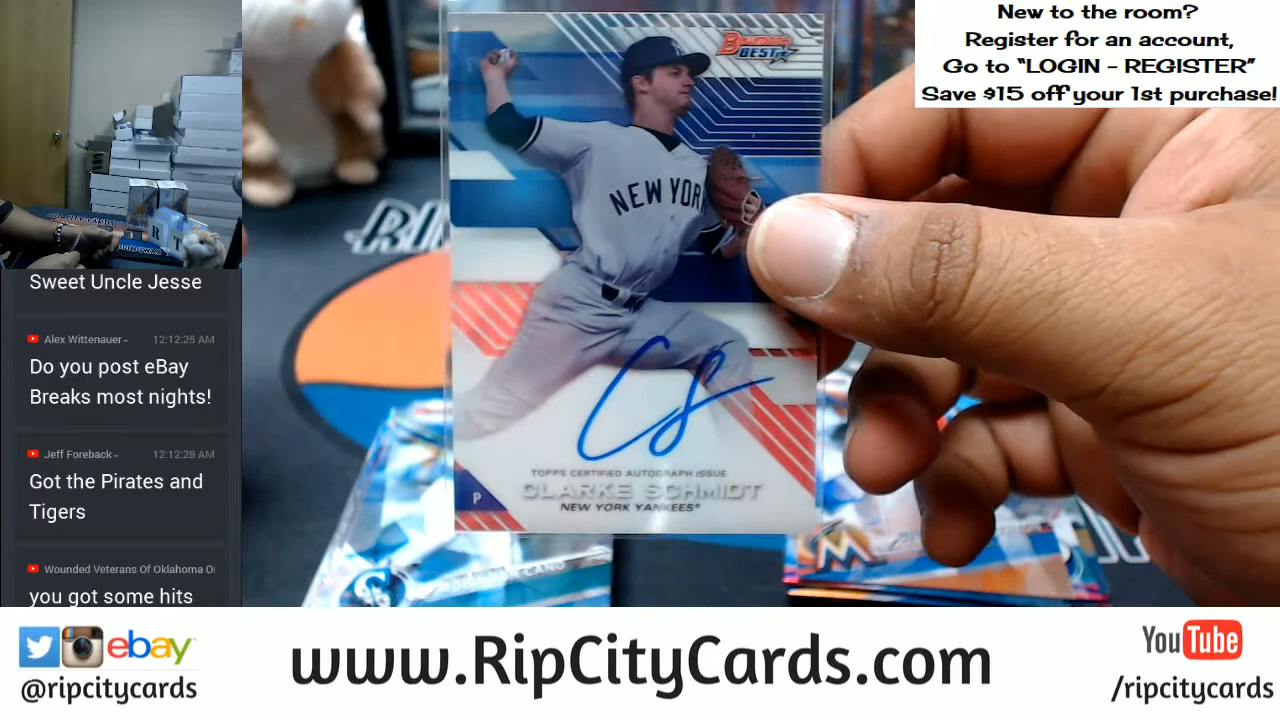 New to the room?
Register for an account,
Go to "LOGIN - REGISTER"
Save $15 off your 1st purchase!
BOWMAN'S
BEST
NEW YORK
CS
TOPPS CERTIFIED AUTOGRAPH ISSUE
CLARKE SCHMIDT
P
NEW YORK YANKEES
Sweet Uncle Jesse
Alex Wittenauer
12:12:25 AM
Do you post eBay
Breaks most nights!
Jeff Foreback
12:12:28 AM
Got the Pirates and
Tigers
Wounded Veterans Of Oklahoma O
you got some hits
CANO
ebay
@ripcitycards
www.RipCityCards.com
YouTube
/ripcitycards